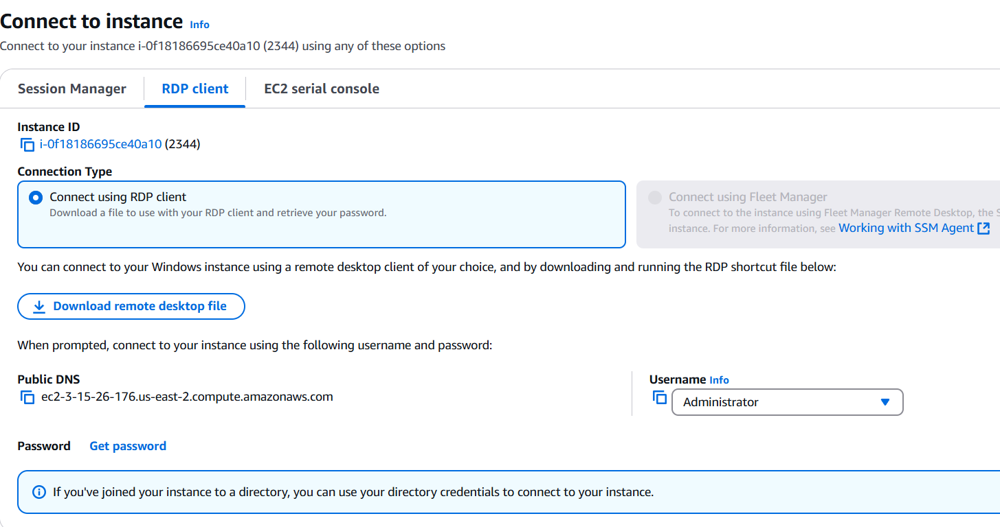 Connect to instance Info
Connect to your instance i-0f18186695ce40a10 (2344) using any of these options
Session Manager RDP client EC2 serial console
Instance ID
i-0f18186695ce40a10 (2344)
Connection Type
Connect using RDP client
Download a file to use with your RDP client and retrieve your password.
Connect using Fleet Manager
To connect to the instance using Fleet Manager Remote Desktop, the
instance. For more information, see Working with SSM Agent
You can connect to your Windows instance using a remote desktop client of your choice, and by downloading and running the RDP shortcut file below:
Download remote desktop file
When prompted, connect to your instance using the following username and password:
Public DNS
ec2-3-15-26-176.us-east-2.compute.amazonaws.com
Username Info
Administrator
Password Get password
If you've joined your instance to a directory, you can use your directory credentials to connect to your instance.